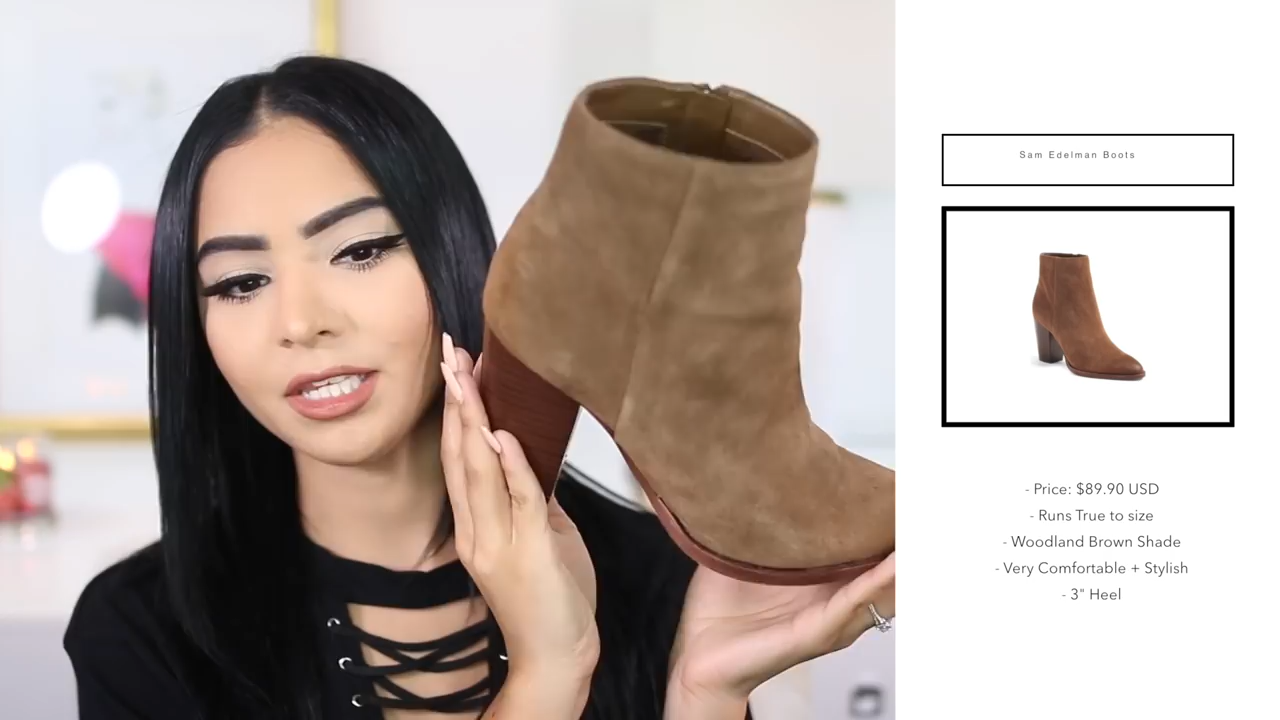 Sam Edelman Boots
- Price: $89.90 USD
- Runs True to size
- Woodland Brown Shade
- Very Comfortable + Stylish
- 3" Heel